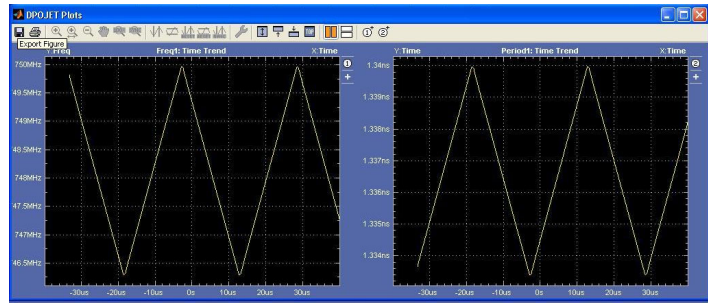 DPOJET Plots
Export Figure
Y:Freq Freq1: Time Trend X:Time
750MHz
49.5MHz
749MHz
48.5MHz
748MHz
47.5MHz
747MHz
46.5MHz
-30us -20us -10us 0s 10us 20us 30us
1
+
Y:Time Period1: Time Trend X:Time
1.34ns
1.339ns
1.338ns
1.337ns
1.336ns
1.335ns
1.334ns
-30us -20us -10us 0s 10us 20us 30us
2
+